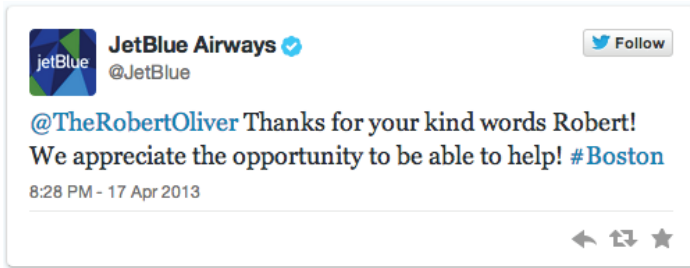 jetBlue
JetBlue Airways
@JetBlue
Follow
@TheRobertOliver Thanks for your kind words Robert!
We appreciate the opportunity to be able to help! #Boston
8:28 PM - 17 Apr 2013